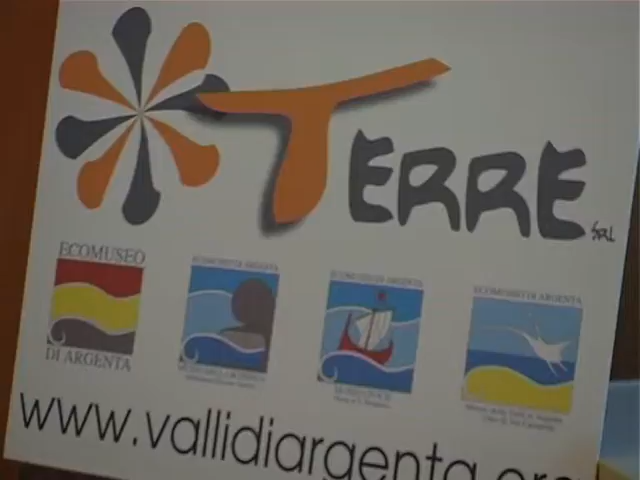 TERRE SRL
ECOMUSEO
DI ARGENTA
ECOMUSEO DI ARGENTA
ECOMUSEO DI ARGENTA
ECOMUSEO DI ARGENTA
www.vallidiargenta.org